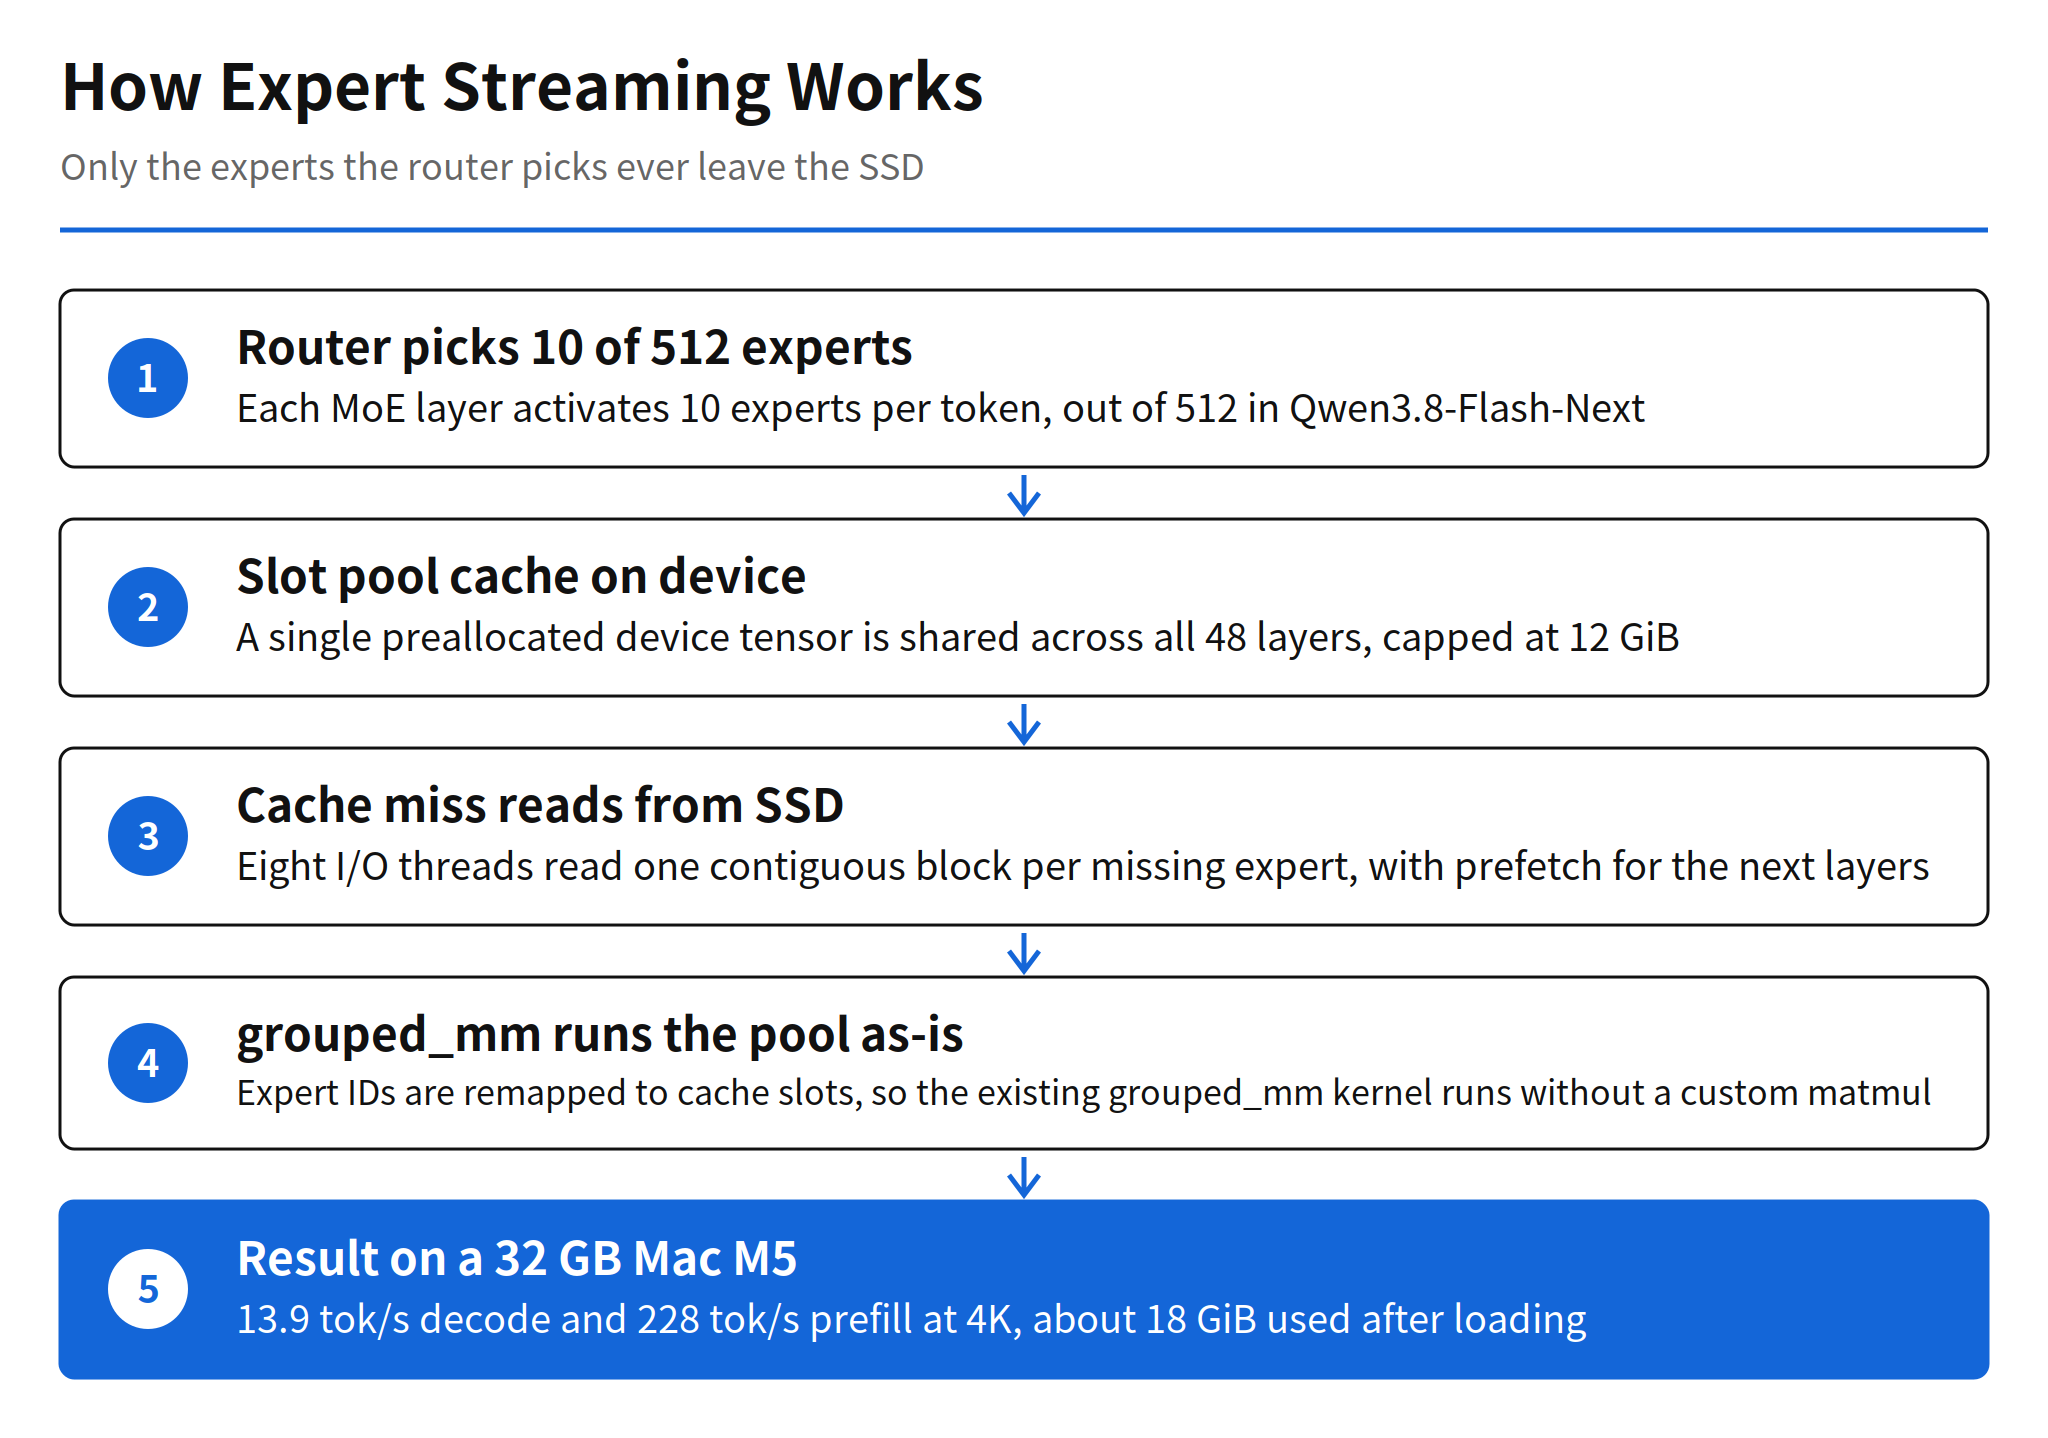 How Expert Streaming Works
Only the experts the router picks ever leave the SSD
1
Router picks 10 of 512 experts
Each MoE layer activates 10 experts per token, out of 512 in Qwen3.8-Flash-Next
2
Slot pool cache on device
A single preallocated device tensor is shared across all 48 layers, capped at 12 GiB
3
Cache miss reads from SSD
Eight I/O threads read one contiguous block per missing expert, with prefetch for the next layers
4
grouped_mm runs the pool as-is
Expert IDs are remapped to cache slots, so the existing grouped_mm kernel runs without a custom matmul
5
Result on a 32 GB Mac M5
13.9 tok/s decode and 228 tok/s prefill at 4K, about 18 GiB used after loading